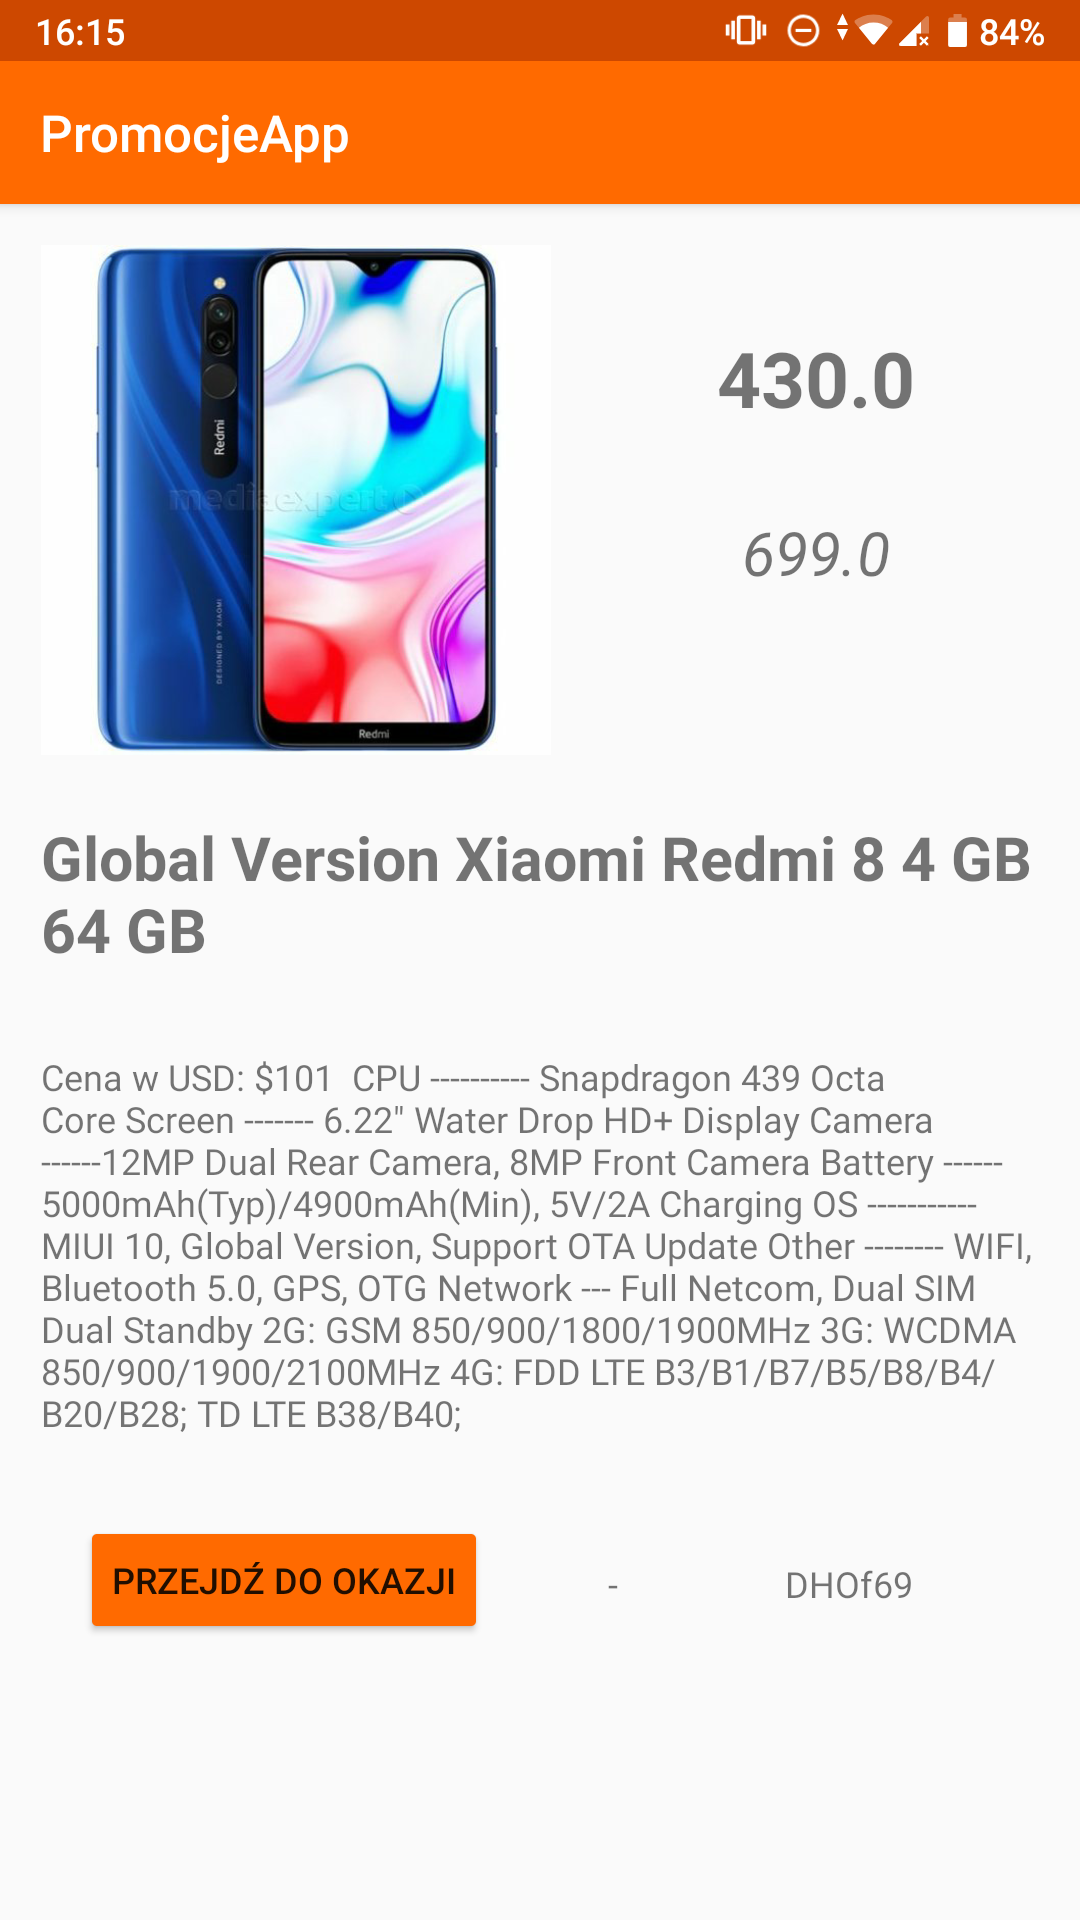 16:15
84%
PromocjeApp
Redmi
mediaexpert
DESIGNED BY XIAOMI
Redmi
430.0
699.0
Global Version Xiaomi Redmi 8 4 GB
64 GB
Cena w USD: $101  CPU ---------- Snapdragon 439 Octa
Core Screen ------- 6.22" Water Drop HD+ Display Camera
------12MP Dual Rear Camera, 8MP Front Camera Battery ------
5000mAh(Typ)/4900mAh(Min), 5V/2A Charging OS -----------
MIUI 10, Global Version, Support OTA Update Other -------- WIFI,
Bluetooth 5.0, GPS, OTG Network --- Full Netcom, Dual SIM
Dual Standby 2G: GSM 850/900/1800/1900MHz 3G: WCDMA
850/900/1900/2100MHz 4G: FDD LTE B3/B1/B7/B5/B8/B4/
B20/B28; TD LTE B38/B40;
PRZEJDŹ DO OKAZJI
-
DHOf69